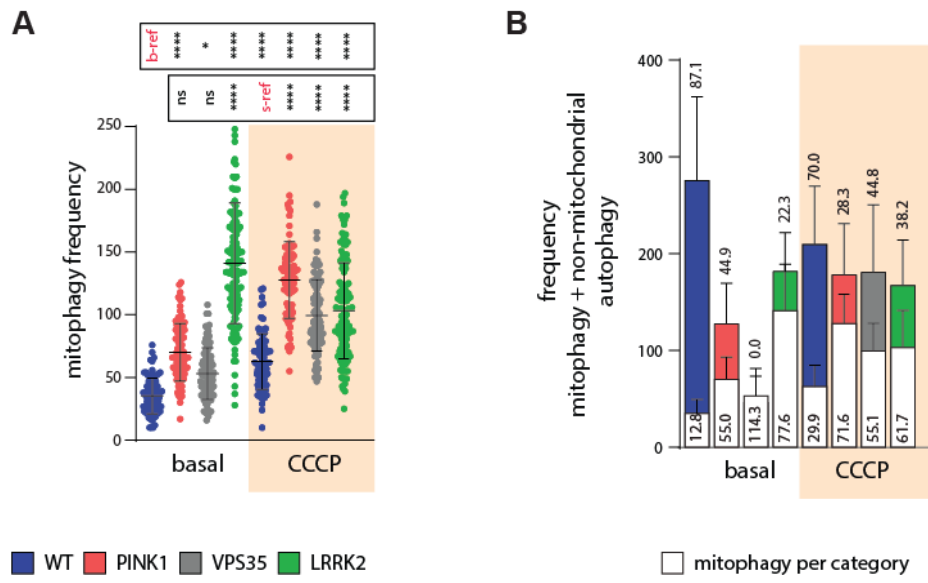 A
b-ref **** * **** **** **** **** ****
ns ns **** s-ref **** **** ****
mitophagy frequency
250
200
150
100
50
0
basal CCCP
B
frequency
mitophagy + non-mitochondrial
autophagy
400
300
200
100
0
87.1 44.9 0.0 22.3 70.0 28.3 44.8 38.2
12.8 55.0 114.3 77.6 29.9 71.6 55.1 61.7
basal CCCP
WT PINK1 VPS35 LRRK2
mitophagy per category